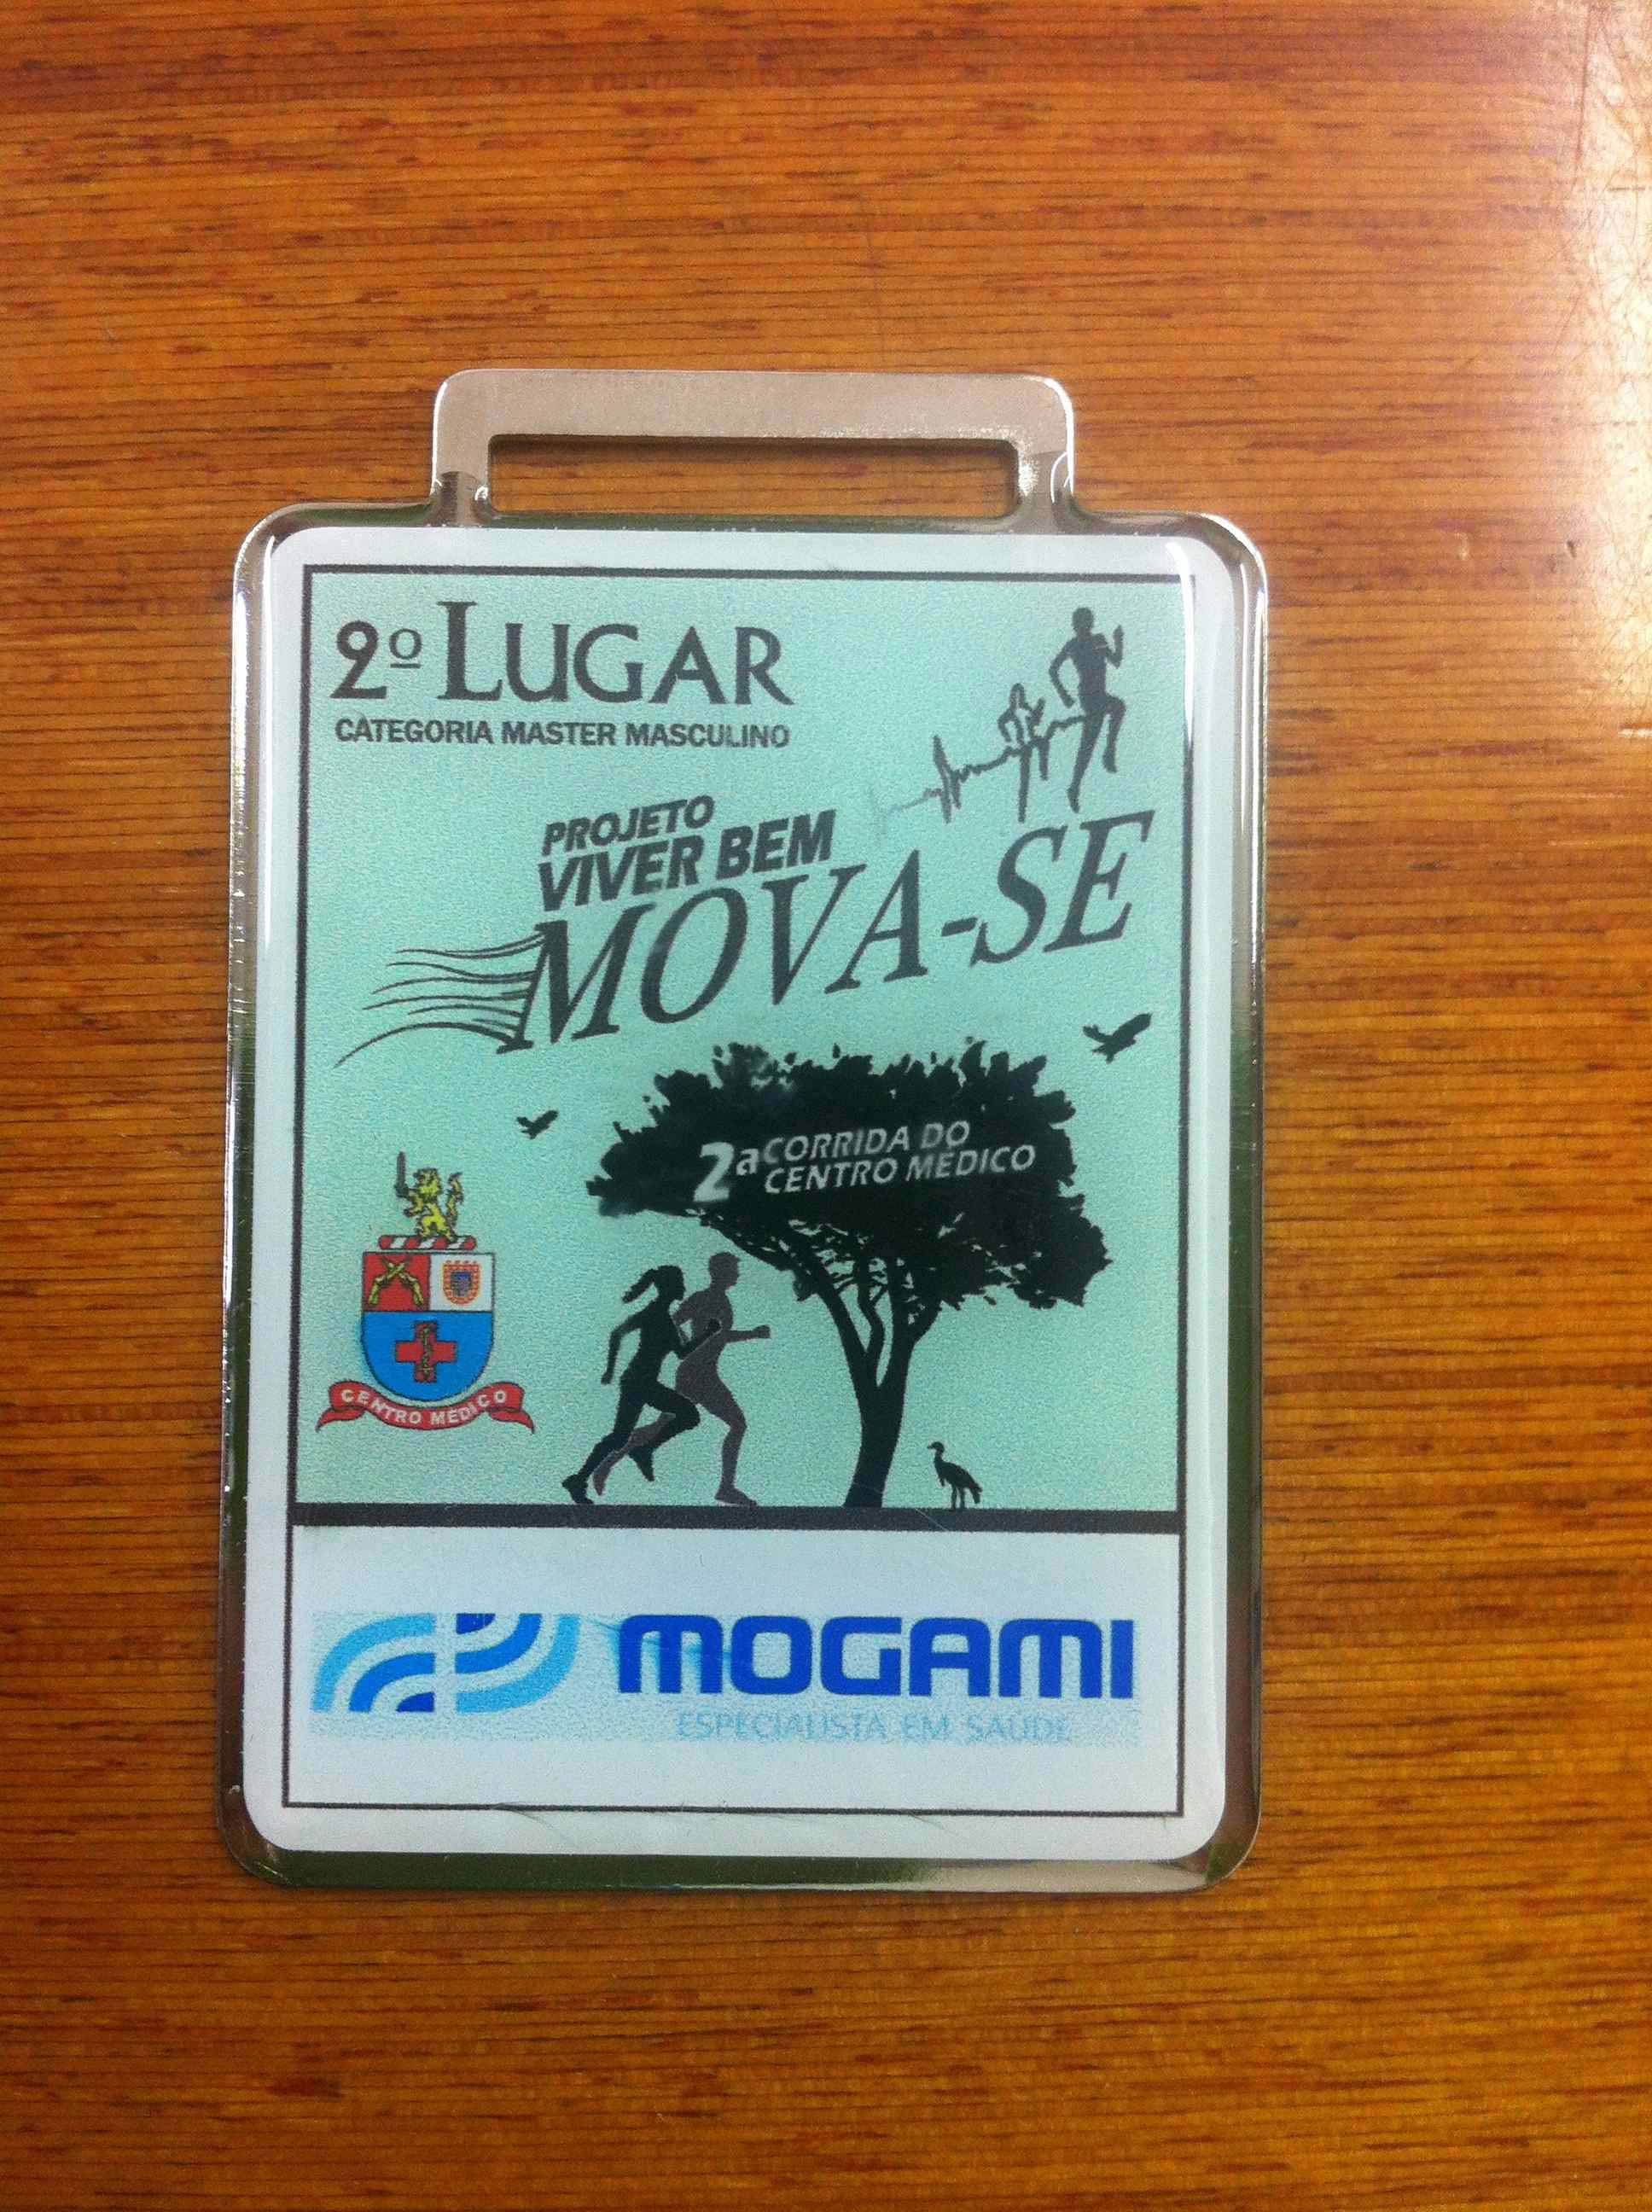 2º LUGAR
CATEGORIA MASTER MASCULINO
PROJETO
VIVER BEM
MOVA-SE
2ª CORRIDA DO
CENTRO MÉDICO
CENTRO MÉDICO
MOGAMI
ESPECIALISTA EM SAÚDE